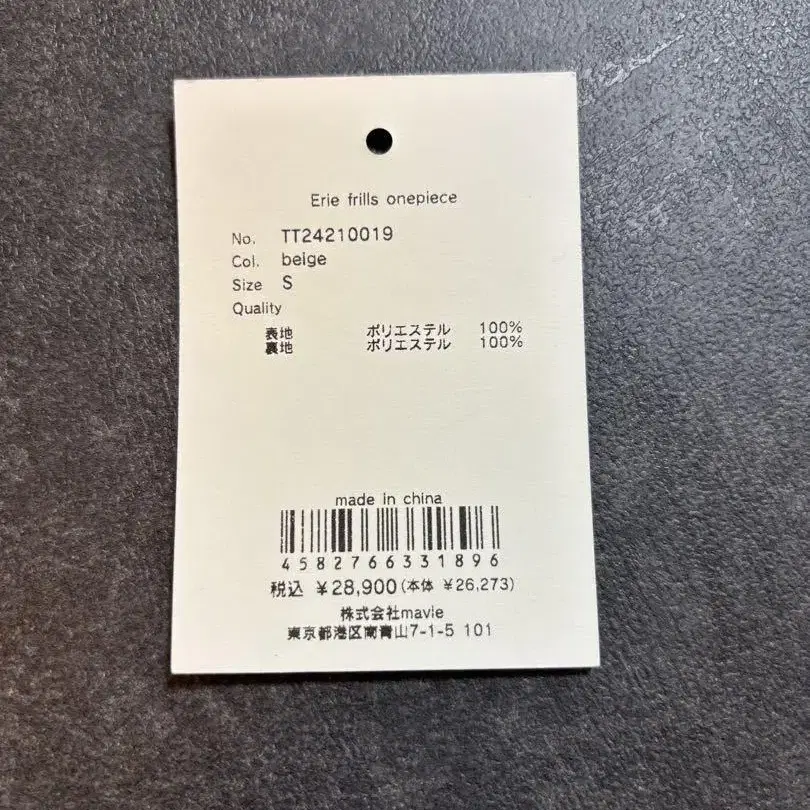 Erie frills onepiece
No. TT24210019
Col. beige
Size S
Quality
表地 ポリエステル 100%
裏地 ポリエステル 100%
made in china
4582766331896
税込 ¥28,900(本体 ¥26,273)
株式会社mavie
東京都港区南青山7-1-5 101